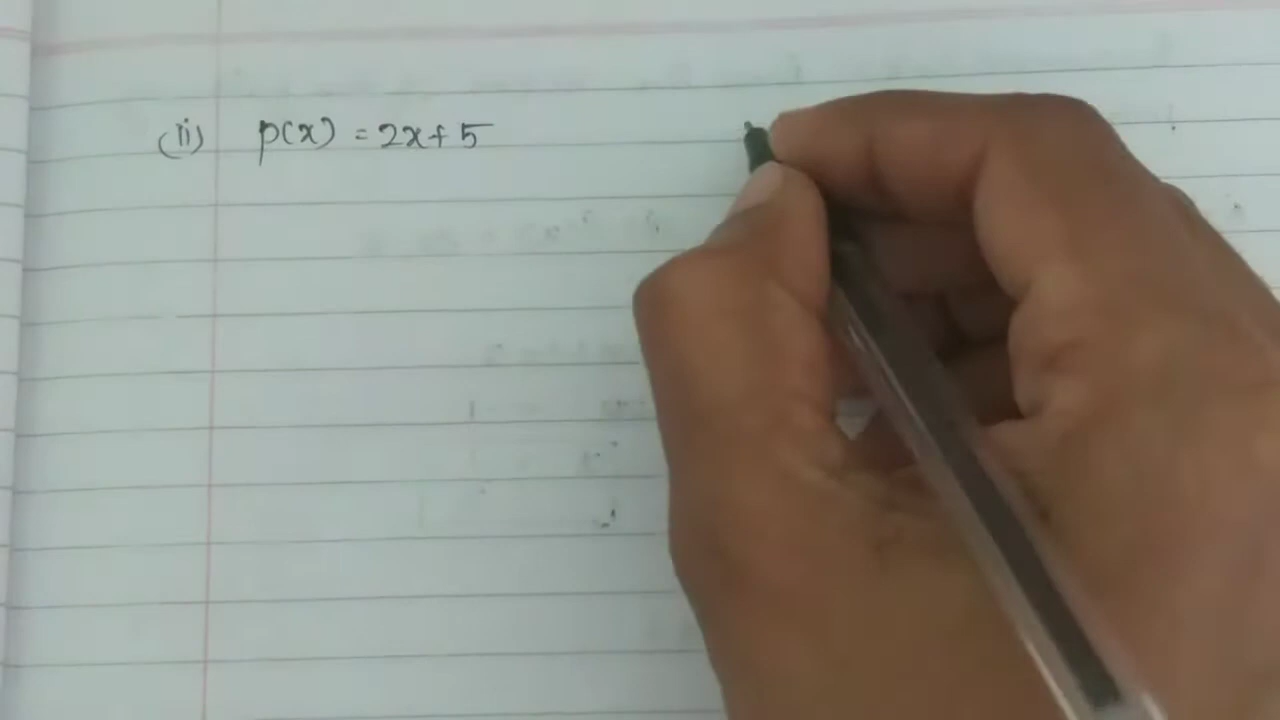 (ii) p(x) = 2x+5